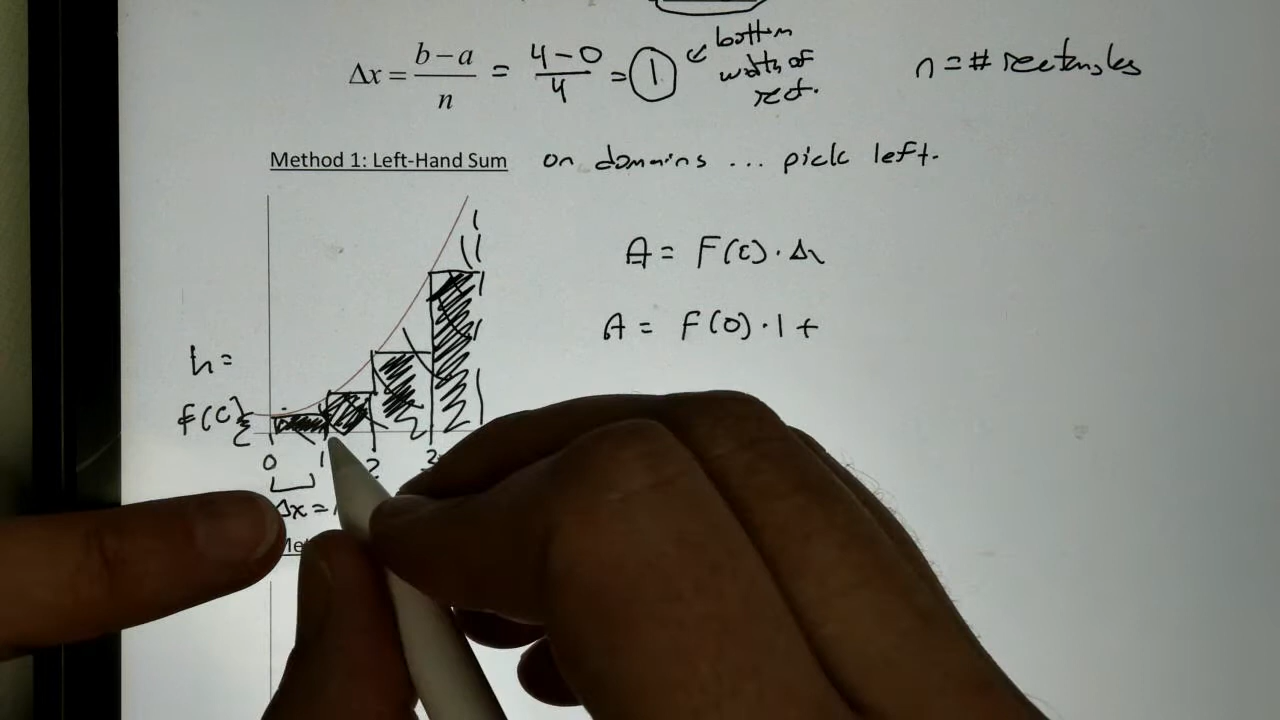 Δx = b-a / n = 4-0 / 4 = 1 ↙ bottom width of rect.
n = # rectangles
Method 1: Left-Hand Sum on domains ... pick left.
A = F(c) · Δx
A = F(0) · 1 +
h =
f(c)
0 1 2 3
Δx =